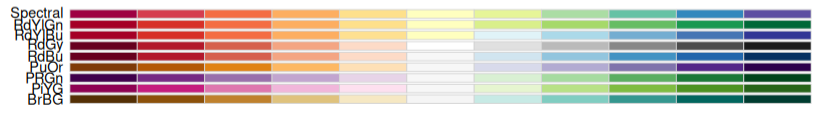 Spectral
RdYlGn
RdYlBu
RdGy
RdBu
PuOr
PRGn
PiYG
BrBG